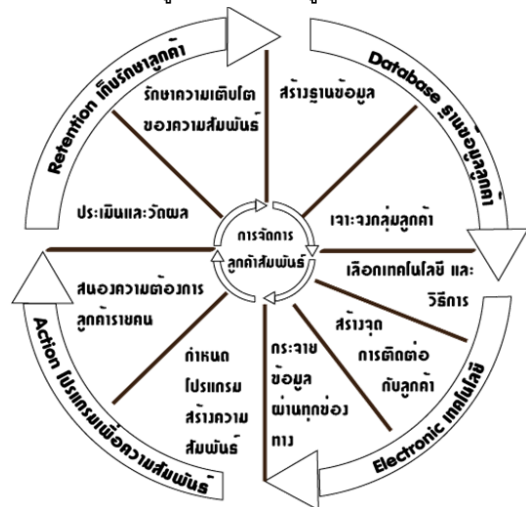 Retention เก็บรักษาลูกค้า
Database ฐานข้อมูลลูกค้า
รักษาความเติบโต
ของความสัมพันธ์
สร้างฐานข้อมูล
ประเมินและวัดผล
เจาะจงกลุ่มลูกค้า
การจัดการ
ลูกค้าสัมพันธ์
สนองความต้องการ
ลูกค้ารายคน
เลือกเทคโนโลยี และ
วิธีการ
สร้างจุด
การติดต่อ
กับลูกค้า
กำหนด
โปรแกรม
สร้างความ
สัมพันธ์
กระจาย
ข้อมูล
ผ่านทุกช่อง
ทาง
Action โปรแกรมเพื่อความสัมพันธ์
Electronic เทคโนโลยี